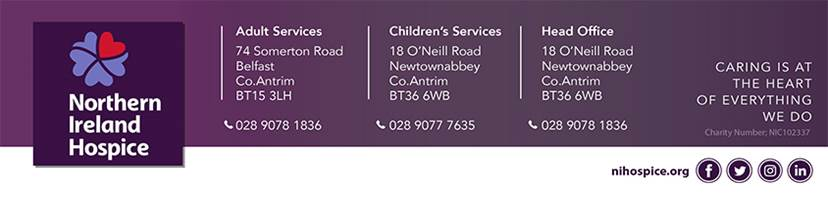 Northern
Ireland
Hospice
Adult Services
74 Somerton Road
Belfast
Co.Antrim
BT15 3LH
028 9078 1836
Children's Services
18 O'Neill Road
Newtownabbey
Co.Antrim
BT36 6WB
028 9077 7635
Head Office
18 O'Neill Road
Newtownabbey
Co.Antrim
BT36 6WB
028 9078 1836
CARING IS AT
THE HEART
OF EVERYTHING
WE DO
Charity Number; NIC102337
nihospice.org